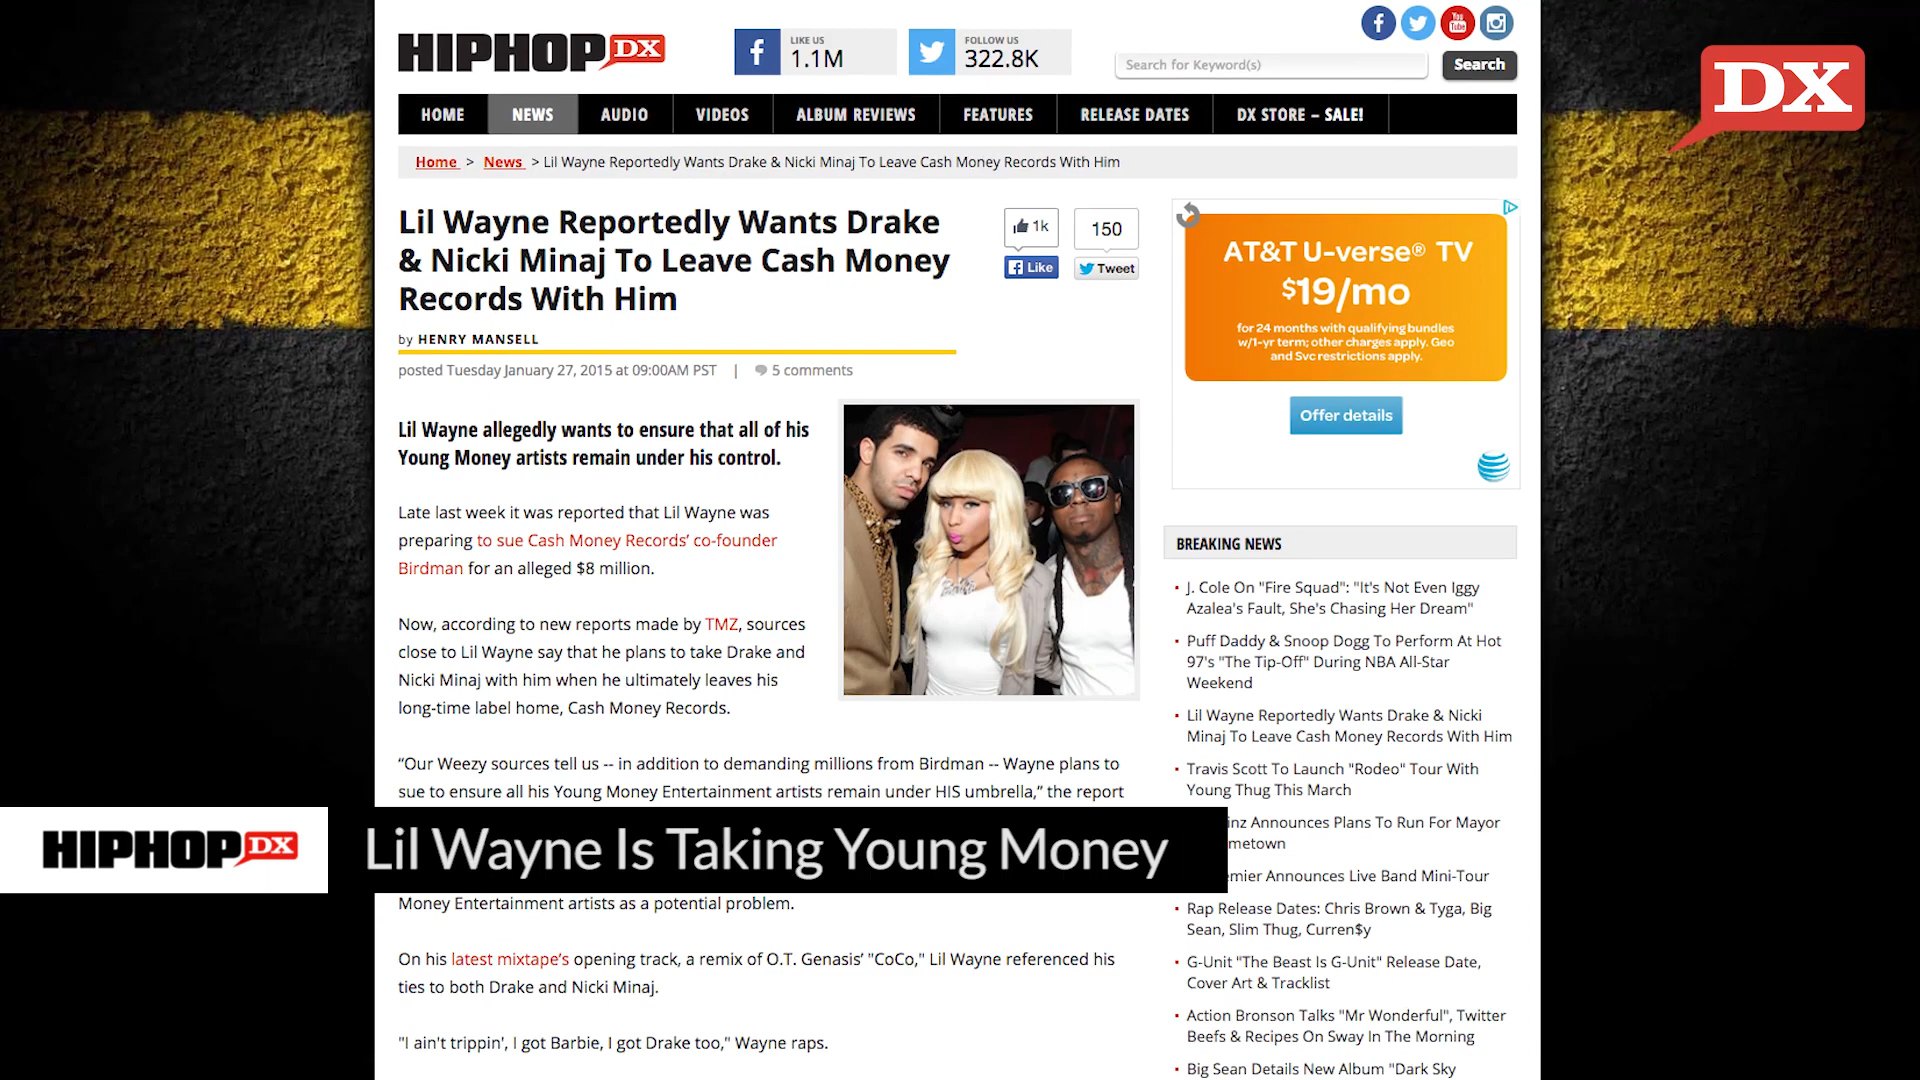 HIPHOPDX
LIKE US
1.1M
FOLLOW US
322.8K
Search for Keyword(s)
Search
DX
HOME NEWS AUDIO VIDEOS ALBUM REVIEWS FEATURES RELEASE DATES DX STORE – SALE!
Home > News > Lil Wayne Reportedly Wants Drake & Nicki Minaj To Leave Cash Money Records With Him
Lil Wayne Reportedly Wants Drake
& Nicki Minaj To Leave Cash Money
Records With Him
by HENRY MANSELL
posted Tuesday January 27, 2015 at 09:00AM PST | 5 comments
1k
Like
150
Tweet
Lil Wayne allegedly wants to ensure that all of his
Young Money artists remain under his control.
Late last week it was reported that Lil Wayne was
preparing to sue Cash Money Records’ co-founder
Birdman for an alleged $8 million.
Now, according to new reports made by TMZ, sources
close to Lil Wayne say that he plans to take Drake and
Nicki Minaj with him when he ultimately leaves his
long-time label home, Cash Money Records.
“Our Weezy sources tell us -- in addition to demanding millions from Birdman -- Wayne plans to
sue to ensure all his Young Money Entertainment artists remain under HIS umbrella,” the report
HIPHOPDX
Lil Wayne Is Taking Young Money
Money Entertainment artists as a potential problem.
On his latest mixtape’s opening track, a remix of O.T. Genasis’ "CoCo," Lil Wayne referenced his
ties to both Drake and Nicki Minaj.
"I ain't trippin', I got Barbie, I got Drake too," Wayne raps.
AT&T U-verse® TV
$19/mo
for 24 months with qualifying bundles
w/1-yr term; other charges apply. Geo
and Svc restrictions apply.
Offer details
BREAKING NEWS
J. Cole On "Fire Squad": "It's Not Even Iggy
Azalea's Fault, She's Chasing Her Dream"
Puff Daddy & Snoop Dogg To Perform At Hot
97's "The Tip-Off" During NBA All-Star
Weekend
Lil Wayne Reportedly Wants Drake & Nicki
Minaj To Leave Cash Money Records With Him
Travis Scott To Launch "Rodeo" Tour With
Young Thug This March
inz Announces Plans To Run For Mayor
metown
emier Announces Live Band Mini-Tour
Rap Release Dates: Chris Brown & Tyga, Big
Sean, Slim Thug, Curren$y
G-Unit "The Beast Is G-Unit" Release Date,
Cover Art & Tracklist
Action Bronson Talks "Mr Wonderful", Twitter
Beefs & Recipes On Sway In The Morning
Big Sean Details New Album "Dark Sky